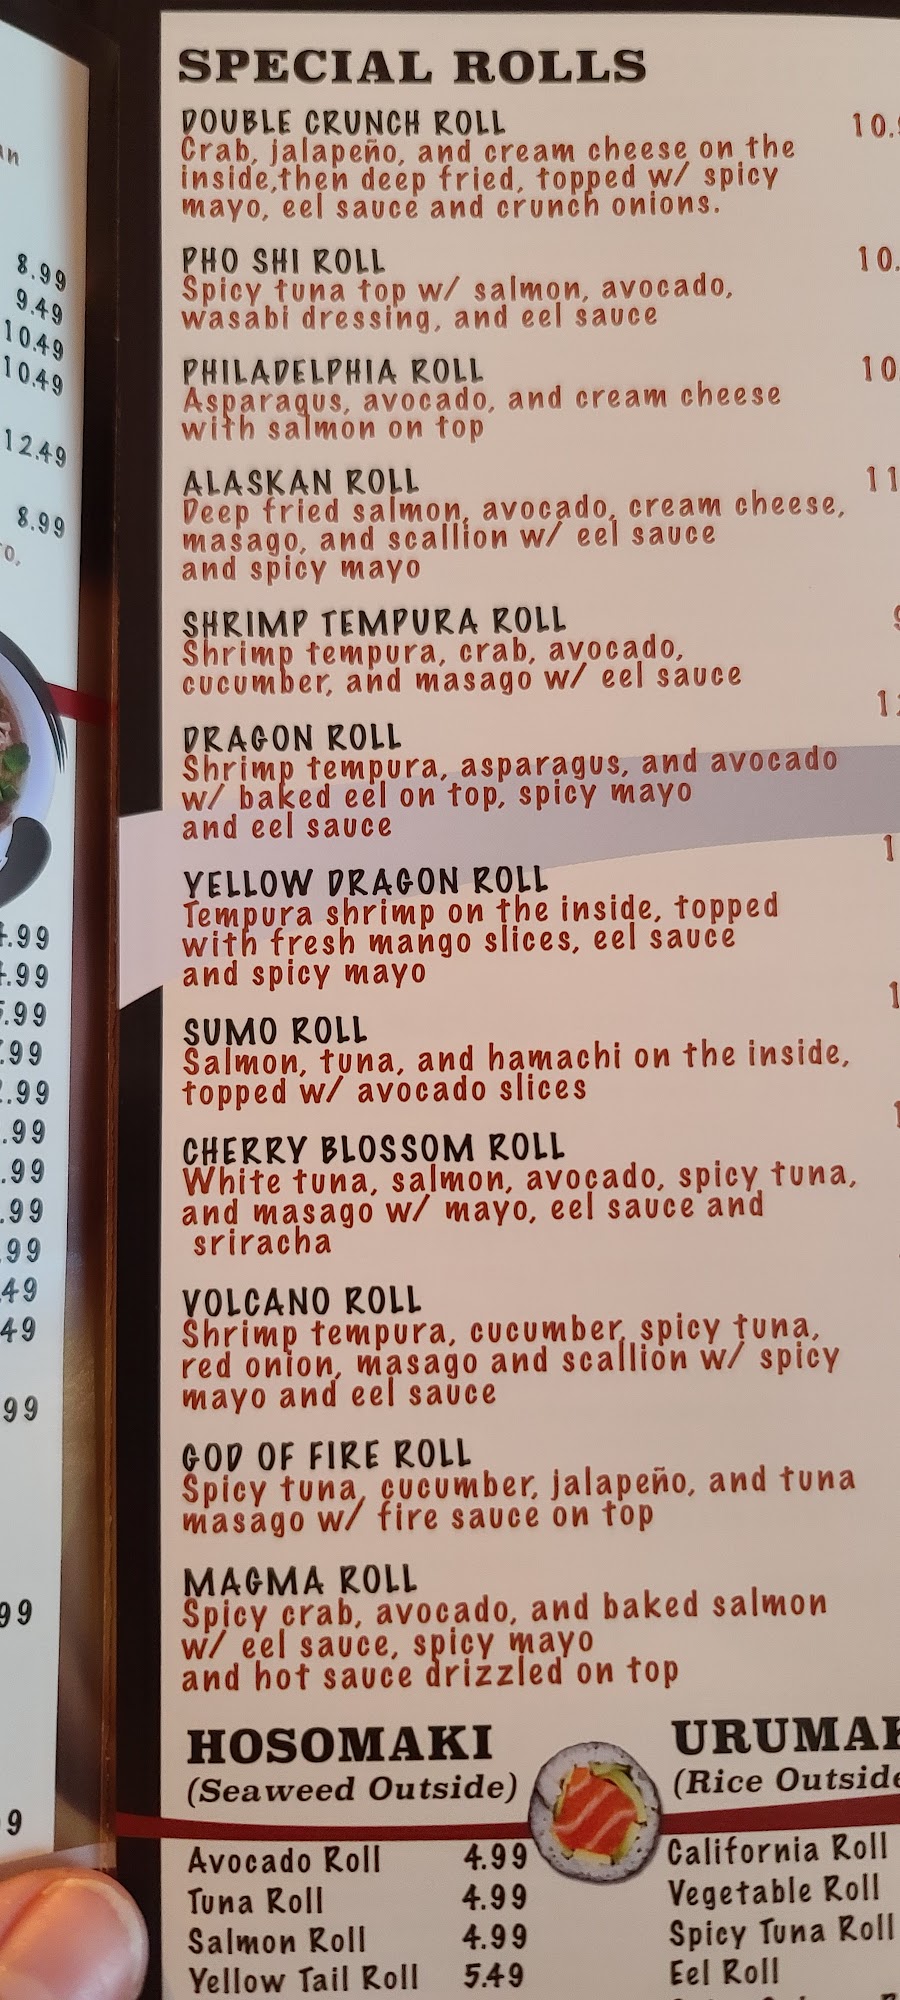 8.99
9.49
10.49
10.49
12.49
8.99
SPECIAL ROLLS
DOUBLE CRUNCH ROLL
Crab, jalapeño, and cream cheese on the
inside,then deep fried, topped w/ spicy
mayo, eel sauce and crunch onions.
PHO SHI ROLL
Spicy tuna top w/ salmon, avocado,
wasabi dressing, and eel sauce
PHILADELPHIA ROLL
Asparagus, avocado, and cream cheese
with salmon on top
ALASKAN ROLL
Deep fried salmon, avocado, cream cheese,
masago, and scallion w/ eel sauce
and spicy mayo
SHRIMP TEMPURA ROLL
Shrimp tempura, crab, avocado,
cucumber, and masago w/ eel sauce
DRAGON ROLL
Shrimp tempura, asparagus, and avocado
w/ baked eel on top, spicy mayo
and eel sauce
YELLOW DRAGON ROLL
Tempura shrimp on the inside, topped
with fresh mango slices, eel sauce
and spicy mayo
SUMO ROLL
Salmon, tuna, and hamachi on the inside,
topped w/ avocado slices
CHERRY BLOSSOM ROLL
White tuna, salmon, avocado, spicy tuna,
and masago w/ mayo, eel sauce and
sriracha
VOLCANO ROLL
Shrimp tempura, cucumber, spicy tuna,
red onion, masago and scallion w/ spicy
mayo and eel sauce
GOD OF FIRE ROLL
Spicy tuna, cucumber, jalapeño, and tuna
masago w/ fire sauce on top
MAGMA ROLL
Spicy crab, avocado, and baked salmon
w/ eel sauce, spicy mayo
and hot sauce drizzled on top
HOSOMAKI
(Seaweed Outside)
Avocado Roll 4.99
Tuna Roll 4.99
Salmon Roll 4.99
Yellow Tail Roll 5.49
(Rice Outside
California Roll
Vegetable Roll
Spicy Tuna Roll
Eel Roll